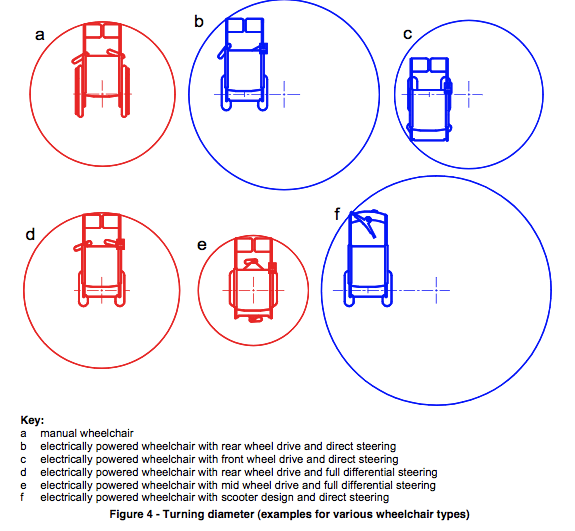 a
b
c
d
e
f
Key:
a manual wheelchair
b electrically powered wheelchair with rear wheel drive and direct steering
c electrically powered wheelchair with front wheel drive and direct steering
d electrically powered wheelchair with rear wheel drive and full differential steering
e electrically powered wheelchair with mid wheel drive and full differential steering
f electrically powered wheelchair with scooter design and direct steering
Figure 4 - Turning diameter (examples for various wheelchair types)